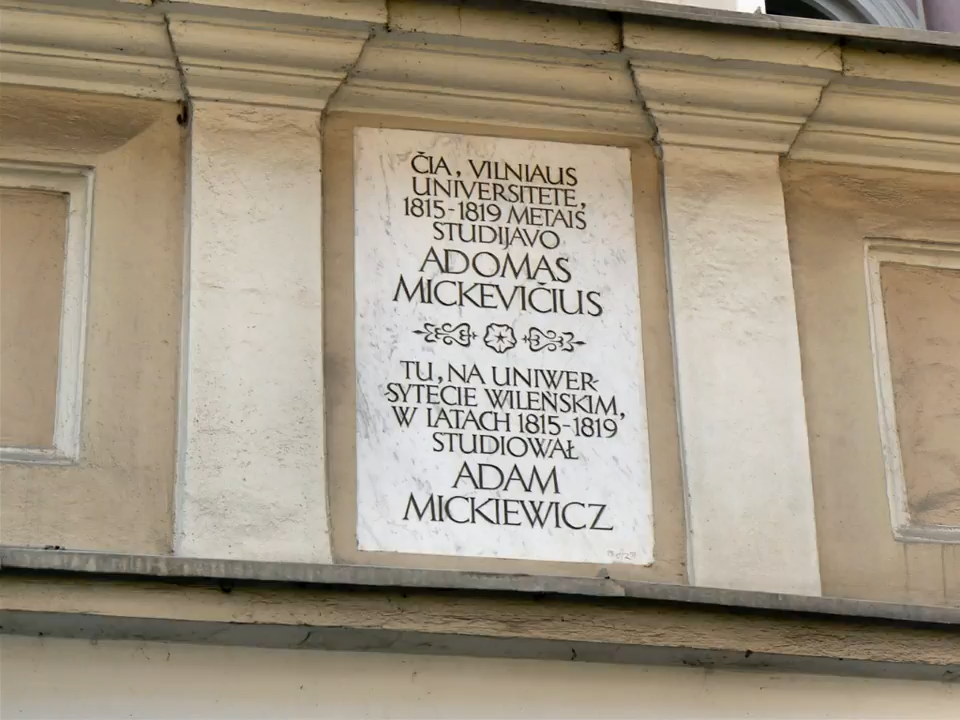 ČIA, VILNIAUS
UNIVERSITETE,
1815-1819 METAIS
STUDIJAVO
ADOMAS
MICKEVIČIUS
TU, NA UNIWER-
-SYTECIE WILEŃSKIM,
W LATACH 1815-1819
STUDIOWAŁ
ADAM
MICKIEWICZ